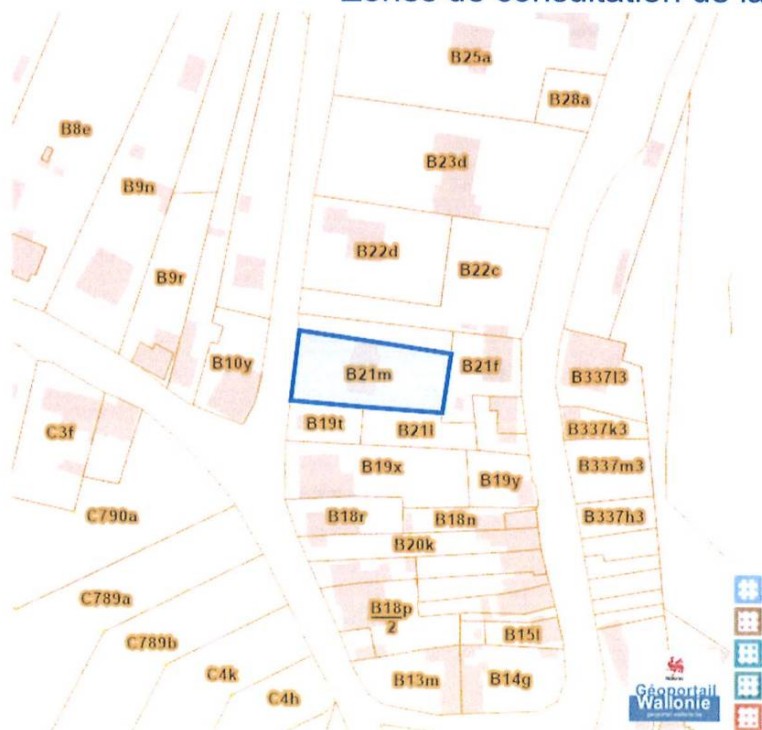 Zones de consultation de la
B25a
B28a
B8e
B23d
B9n
B22d
B22c
B9r
B10y
B21m
B21f
B337l3
C3f
B19t
B21l
B337k3
B19x
B19y
B337m3
C790a
B18r
B18n
B337h3
B20k
C789a
B18p
2
B15l
C789b
C4k
B13m
B14g
C4h
Géoportail
Wallonie